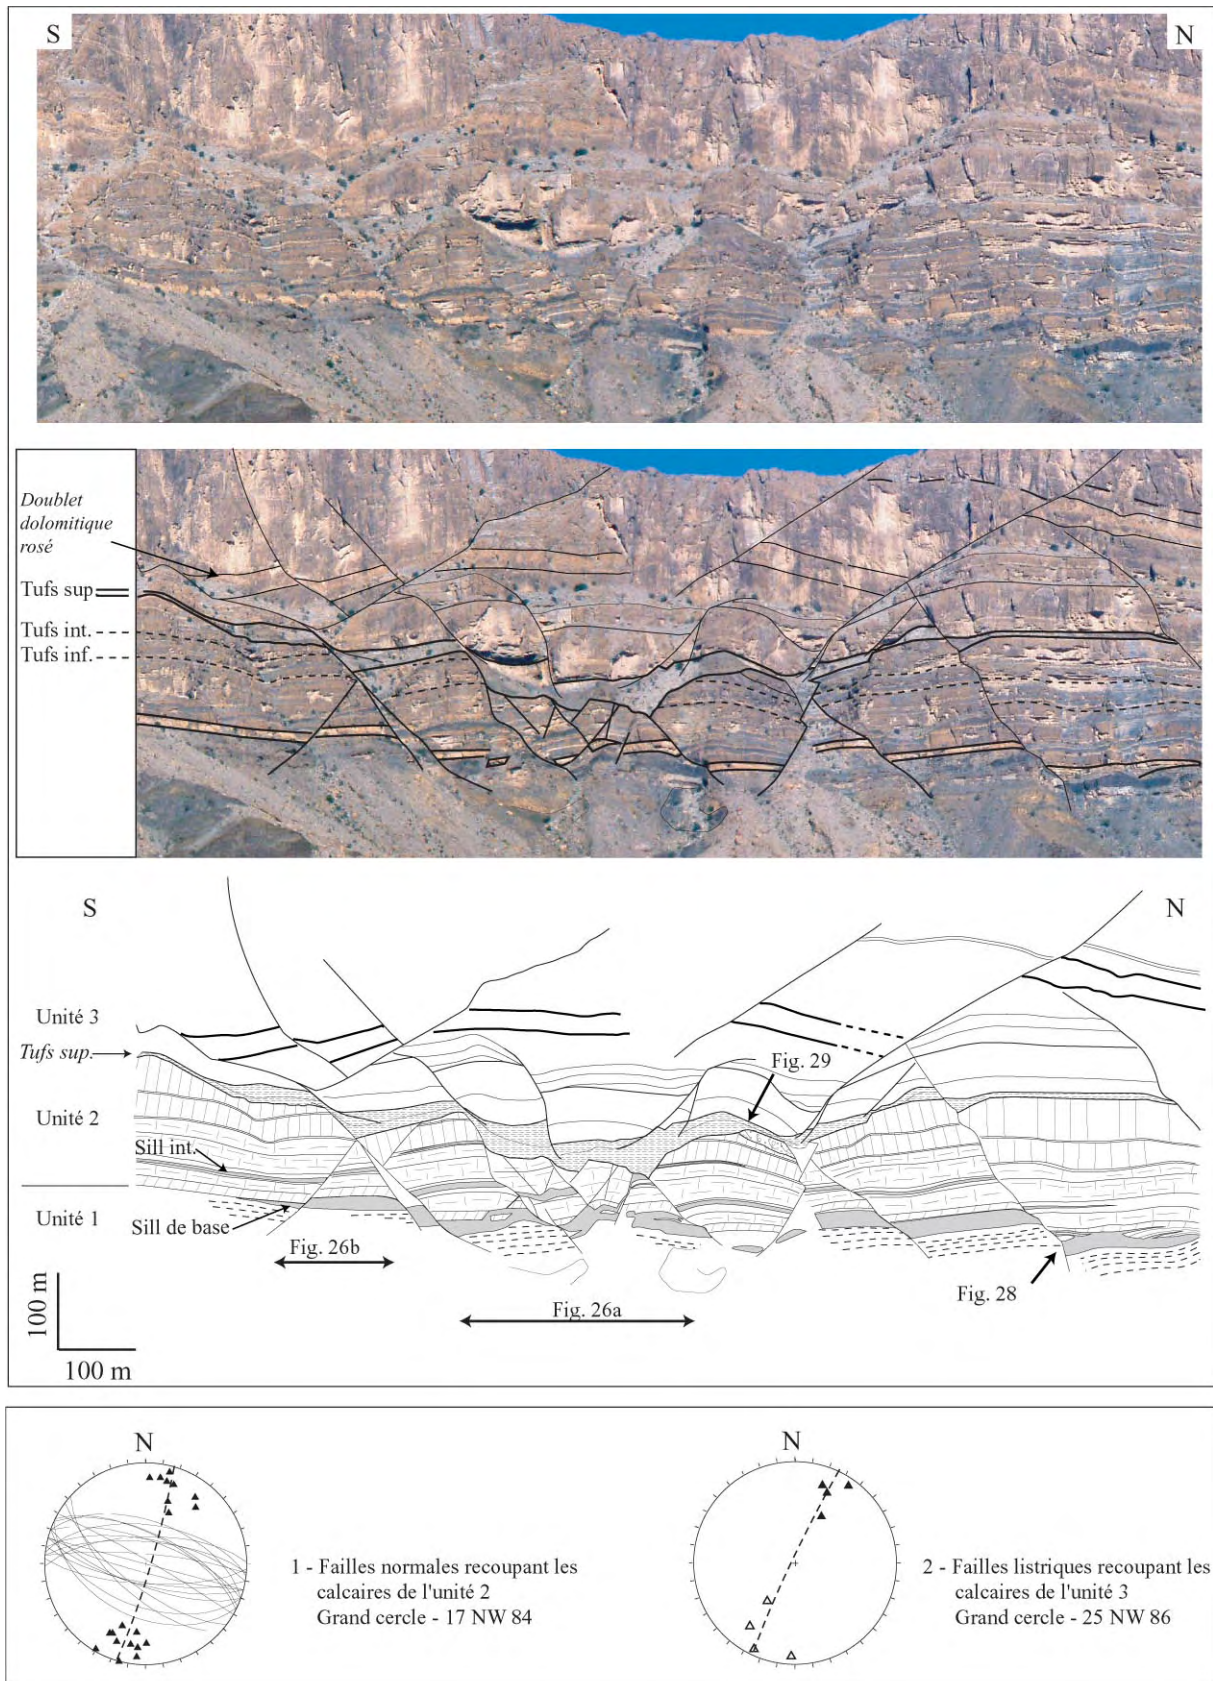 S
N
Doublet
dolomitique
rosé
Tufs sup.
Tufs int.
Tufs inf.
S
N
Unité 3
Tufs sup.
Fig. 29
Unité 2
Sill int.
Unité 1
Sill de base
Fig. 26b
Fig. 28
Fig. 26a
100 m
100 m
N
N
1 - Failles normales recoupant les
calcaires de l'unité 2
Grand cercle - 17 NW 84
2 - Failles listriques recoupant les
calcaires de l'unité 3
Grand cercle - 25 NW 86